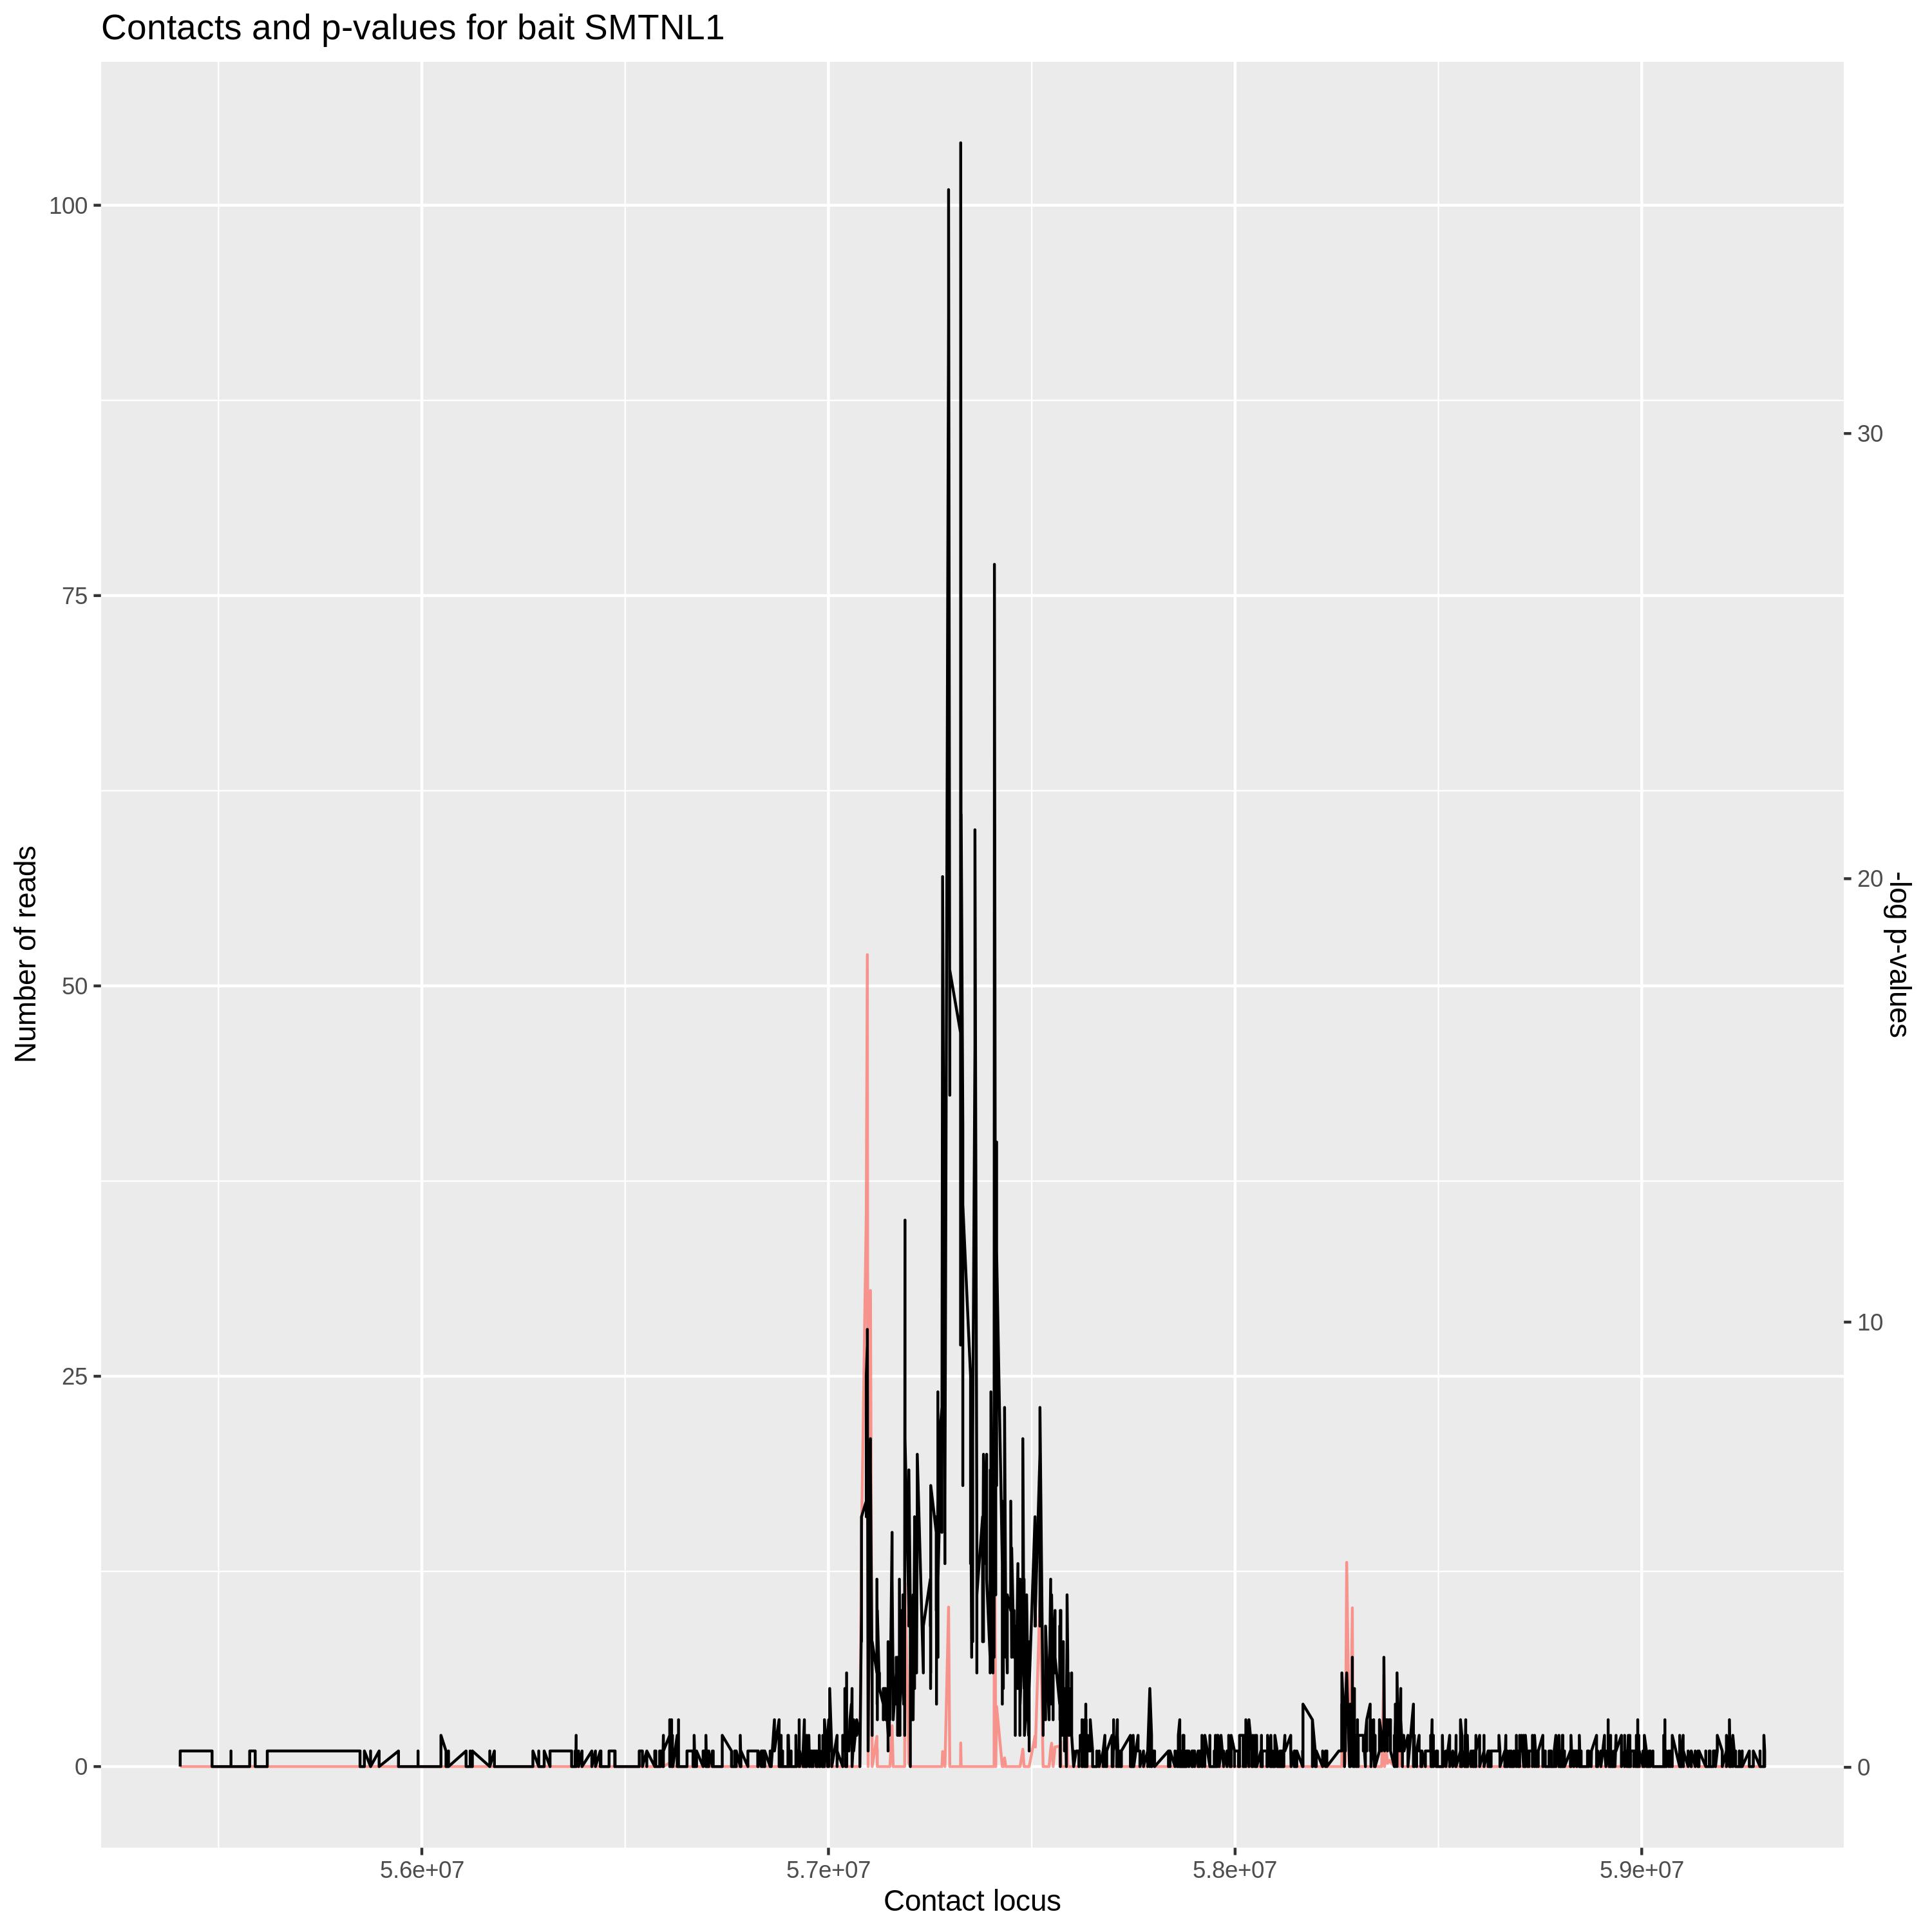 Contacts and p-values for bait SMTNL1
100
75
50
25
0
Number of reads
30
20
10
0
-log p-values
5.6e+07
5.7e+07
5.8e+07
5.9e+07
Contact locus